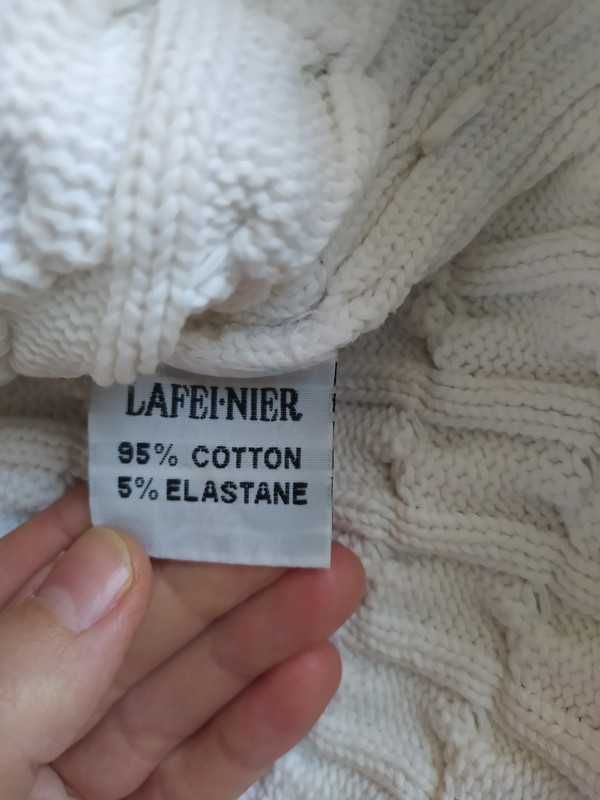 LAFEI·NIER
95% COTTON
5% ELASTANE